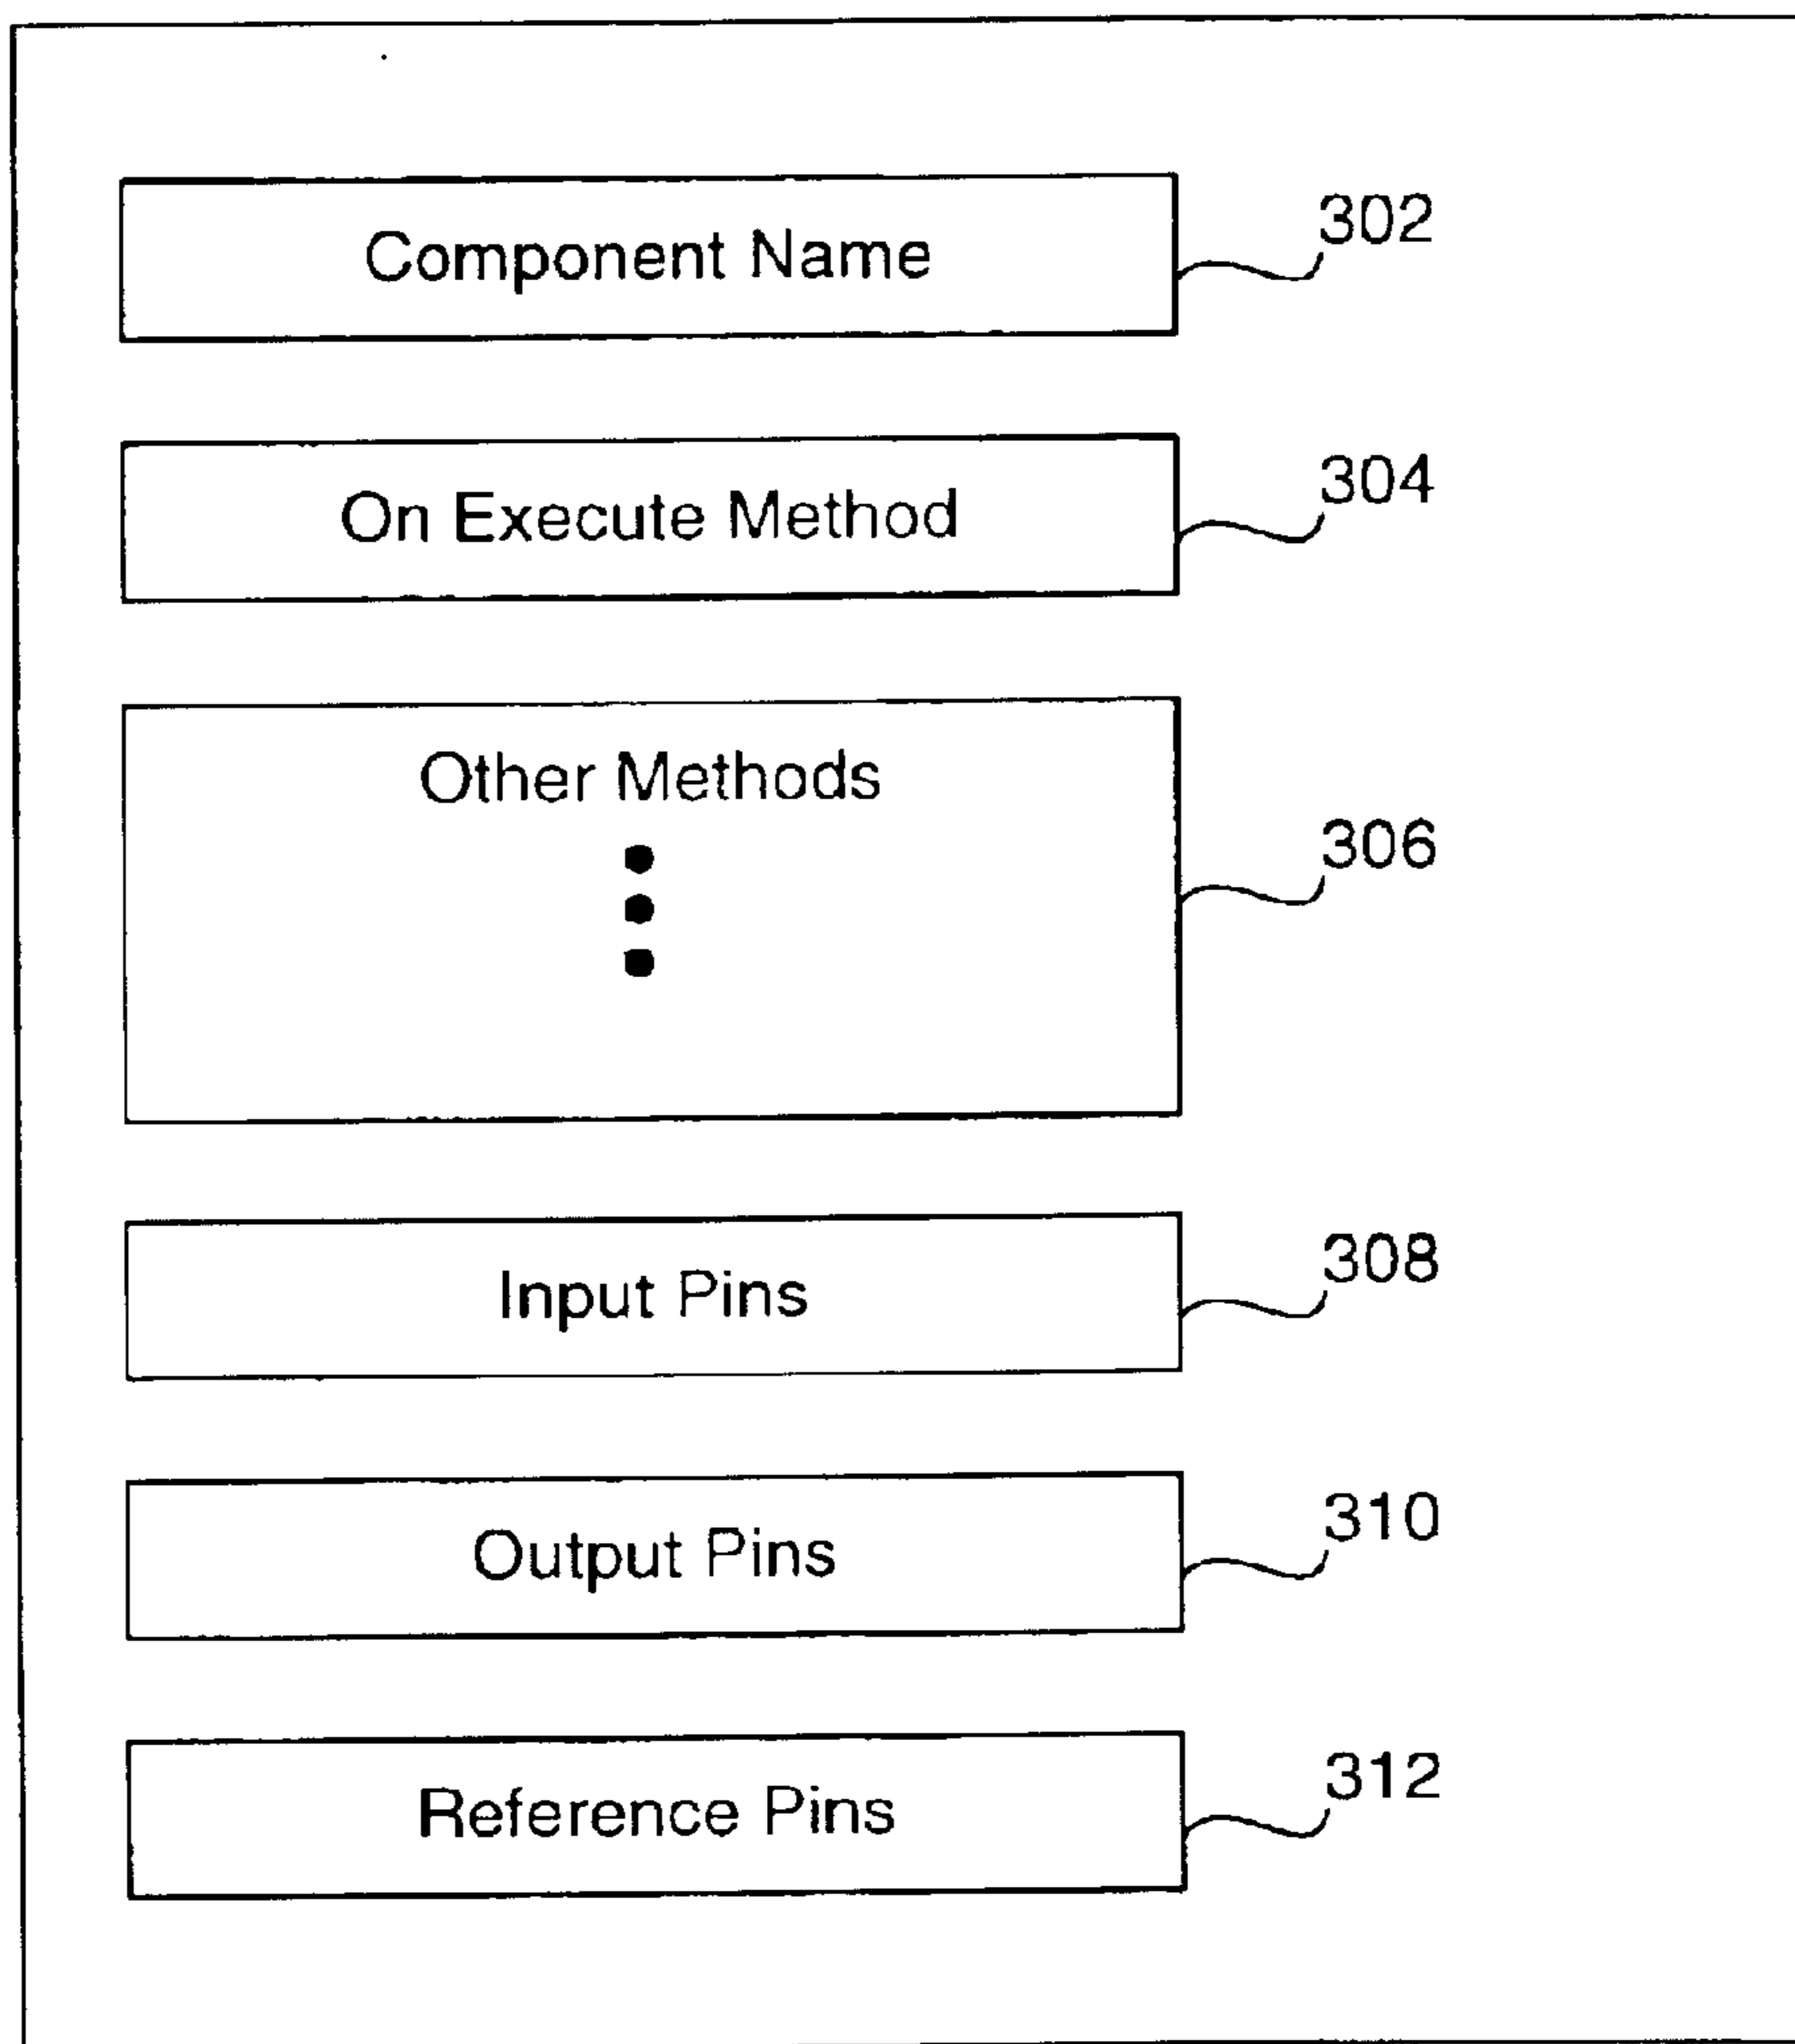 Component Name
302
On Execute Method
304
Other Methods
306
Input Pins
308
Output Pins
310
Reference Pins
312